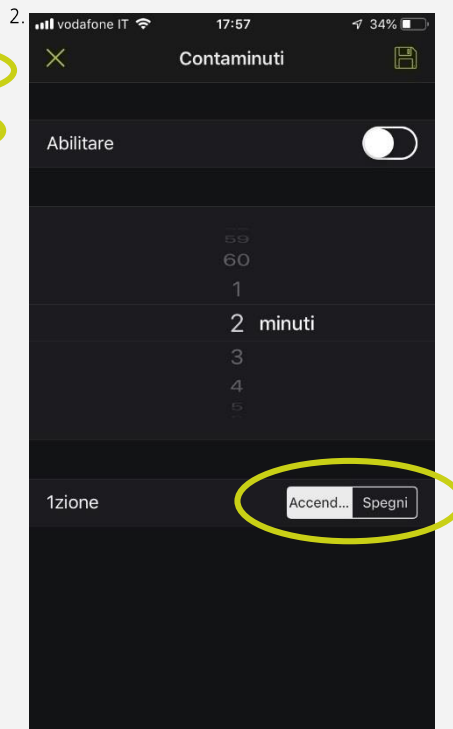 2.
vodafone IT 17:57 34%
Contaminuti
Abilitare
59
60
1
2 minuti
3
4
5
1zione Accend... Spegni